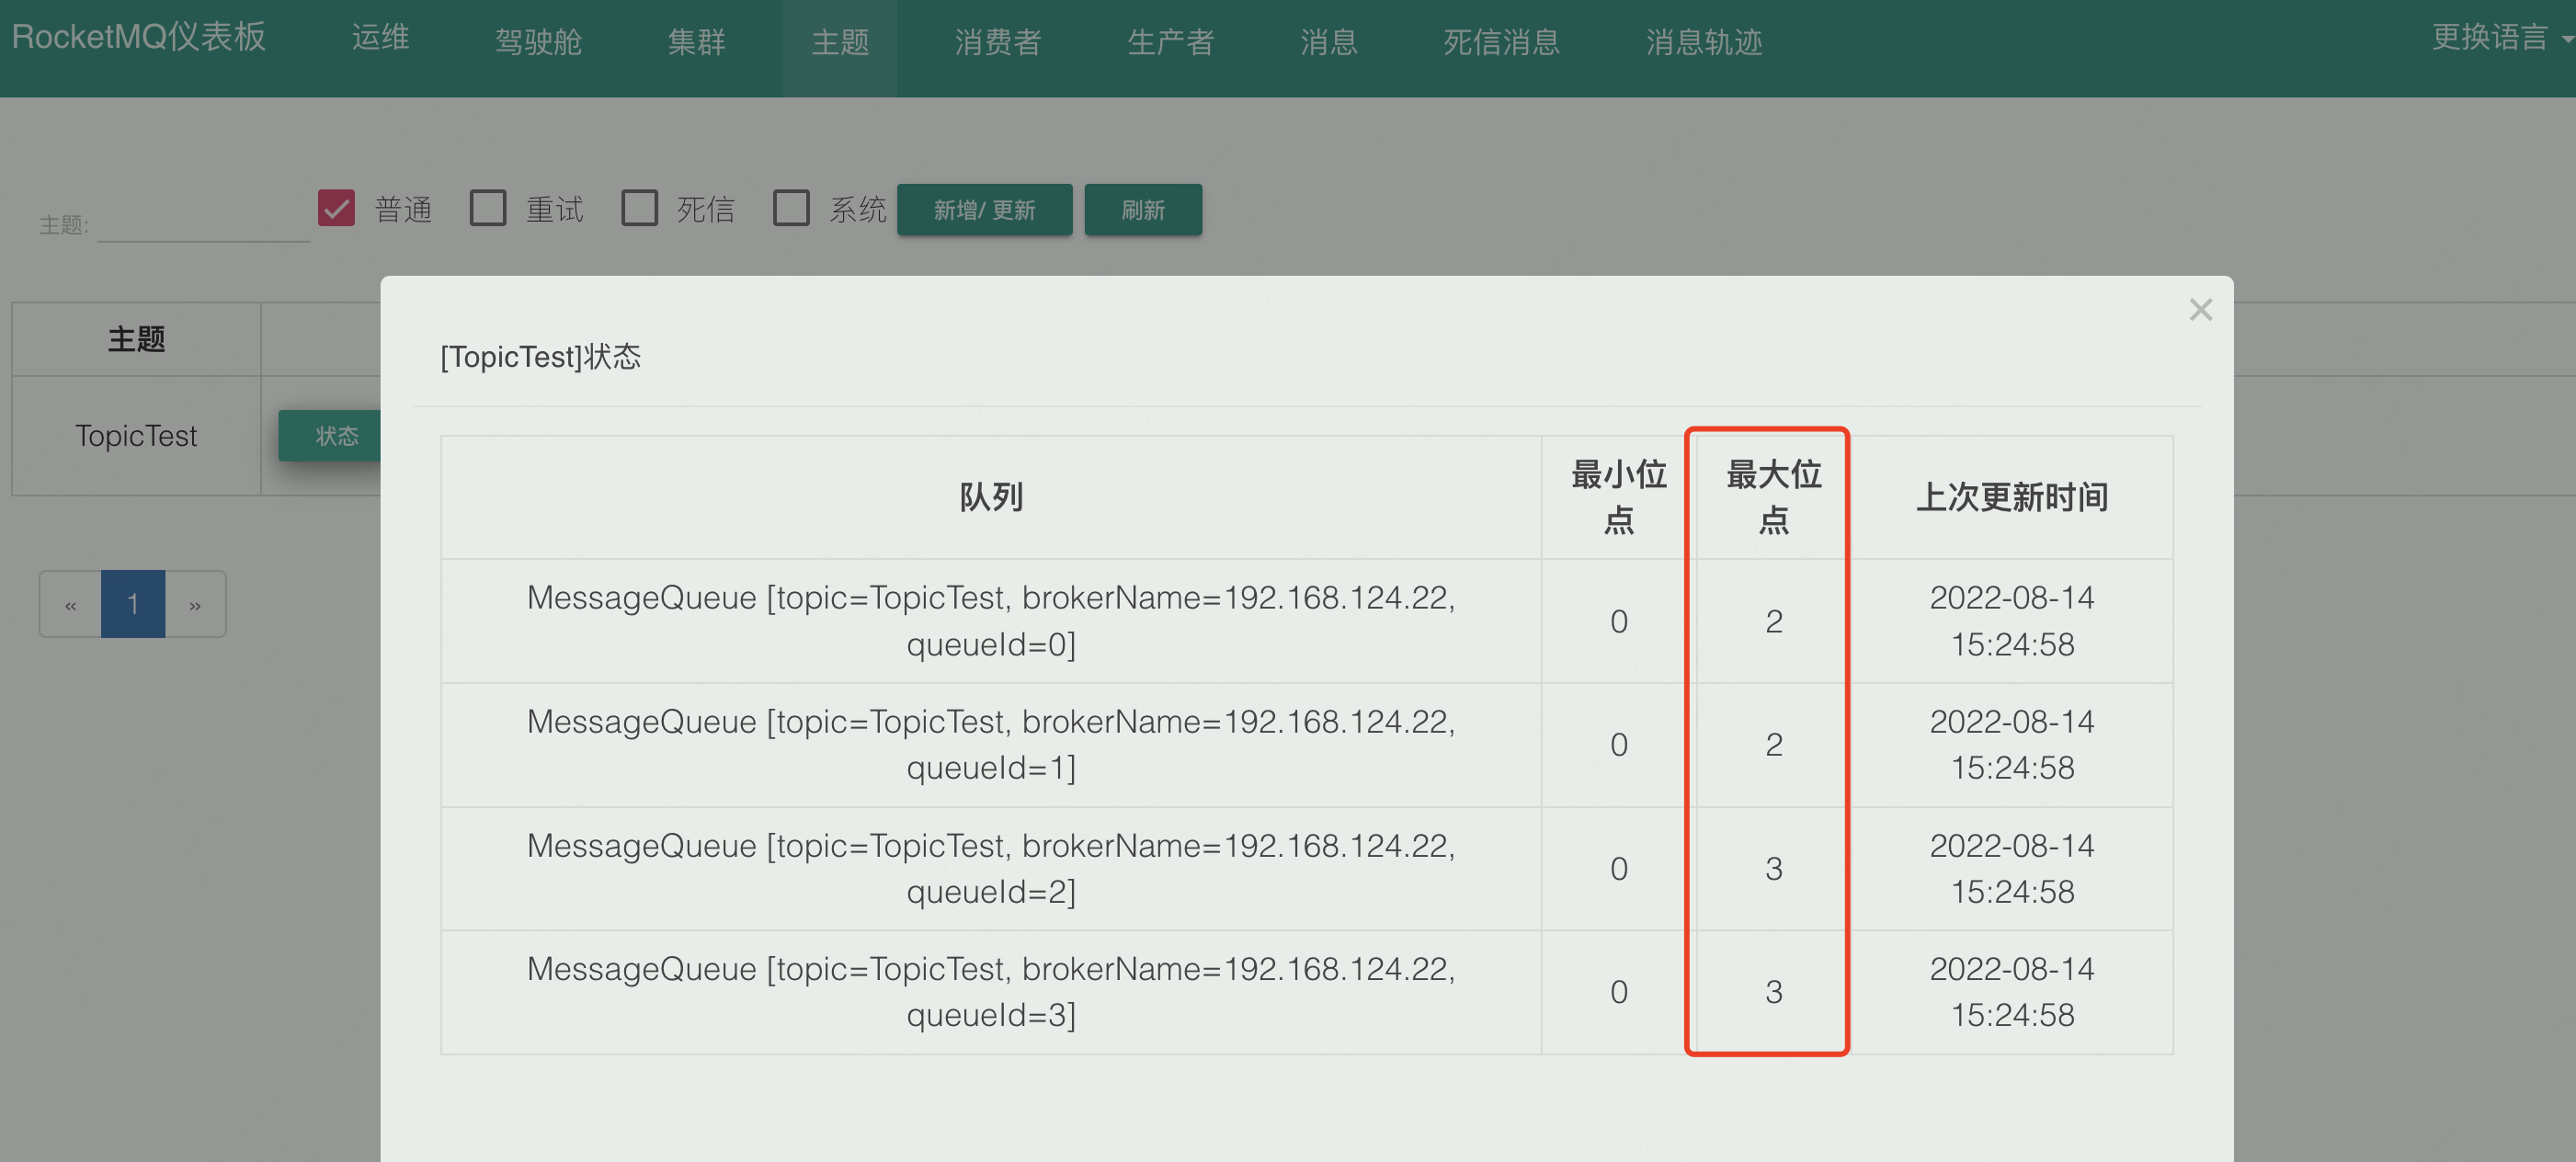 RocketMQ仪表板 运维 驾驶舱 集群 主题 消费者 生产者 消息 死信消息 消息轨迹 更换语言
主题: 普通 重试 死信 系统 新增/ 更新 刷新
主题
TopicTest 状态
« 1 »
[TopicTest]状态
队列 最小位点 最大位点 上次更新时间
MessageQueue [topic=TopicTest, brokerName=192.168.124.22, queueId=0] 0 2 2022-08-14 15:24:58
MessageQueue [topic=TopicTest, brokerName=192.168.124.22, queueId=1] 0 2 2022-08-14 15:24:58
MessageQueue [topic=TopicTest, brokerName=192.168.124.22, queueId=2] 0 3 2022-08-14 15:24:58
MessageQueue [topic=TopicTest, brokerName=192.168.124.22, queueId=3] 0 3 2022-08-14 15:24:58